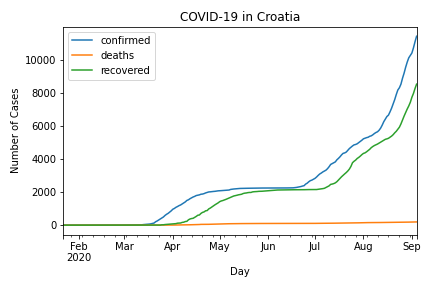 COVID-19 in Croatia
confirmed
deaths
recovered
Number of Cases
10000
8000
6000
4000
2000
0
Feb Mar Apr May Jun Jul Aug Sep
2020
Day